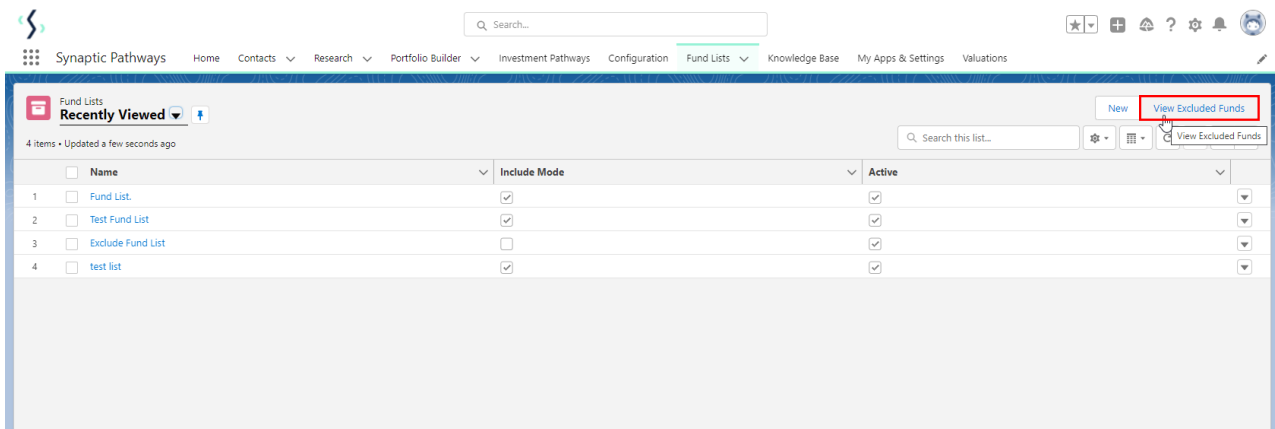 Search...
Synaptic Pathways Home Contacts Research Portfolio Builder Investment Pathways Configuration Fund Lists Knowledge Base My Apps & Settings Valuations
Fund Lists
Recently Viewed
New View Excluded Funds
4 items • Updated a few seconds ago
Search this list...
View Excluded Funds
Name Include Mode Active
1 Fund List.
2 Test Fund List
3 Exclude Fund List
4 test list